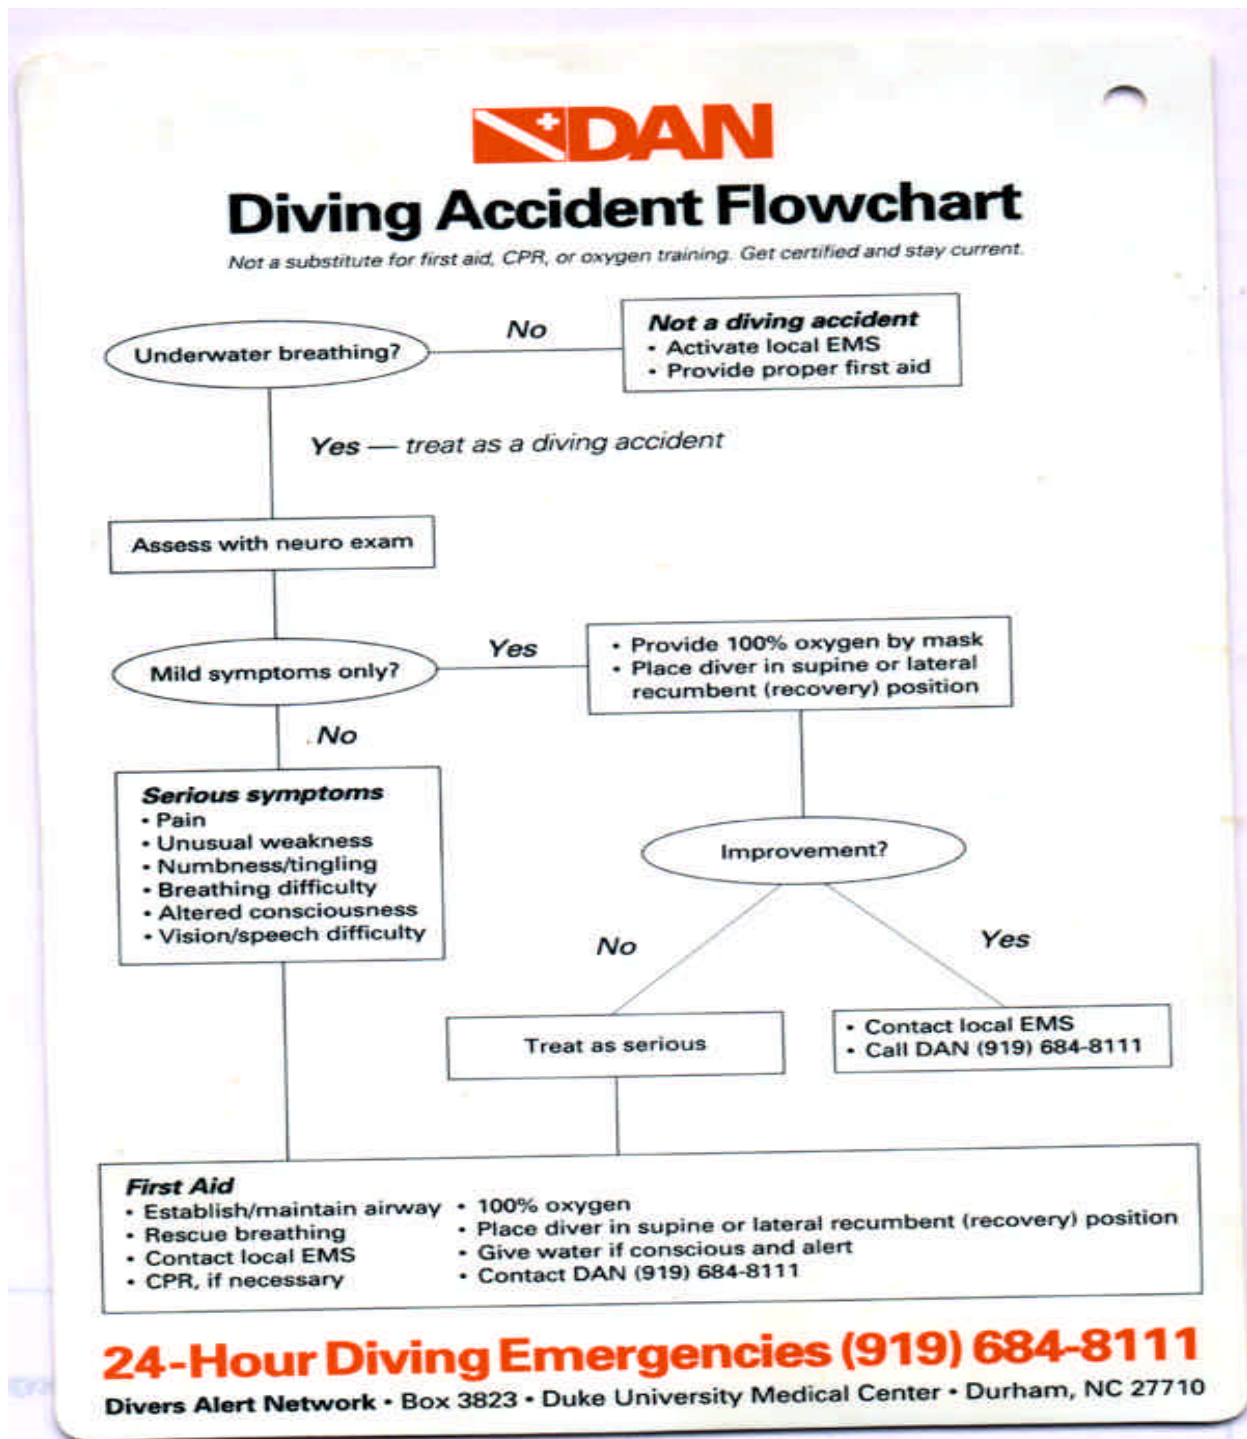 DAN
Diving Accident Flowchart
Not a substitute for first aid, CPR, or oxygen training. Get certified and stay current.
Underwater breathing?
No
Not a diving accident
• Activate local EMS
• Provide proper first aid
Yes — treat as a diving accident
Assess with neuro exam
Mild symptoms only?
Yes
• Provide 100% oxygen by mask
• Place diver in supine or lateral
recumbent (recovery) position
No
Serious symptoms
• Pain
• Unusual weakness
• Numbness/tingling
• Breathing difficulty
• Altered consciousness
• Vision/speech difficulty
Improvement?
No
Yes
Treat as serious
• Contact local EMS
• Call DAN (919) 684-8111
First Aid
• Establish/maintain airway
• Rescue breathing
• Contact local EMS
• CPR, if necessary
• 100% oxygen
• Place diver in supine or lateral recumbent (recovery) position
• Give water if conscious and alert
• Contact DAN (919) 684-8111
24-Hour Diving Emergencies (919) 684-8111
Divers Alert Network • Box 3823 • Duke University Medical Center • Durham, NC 27710